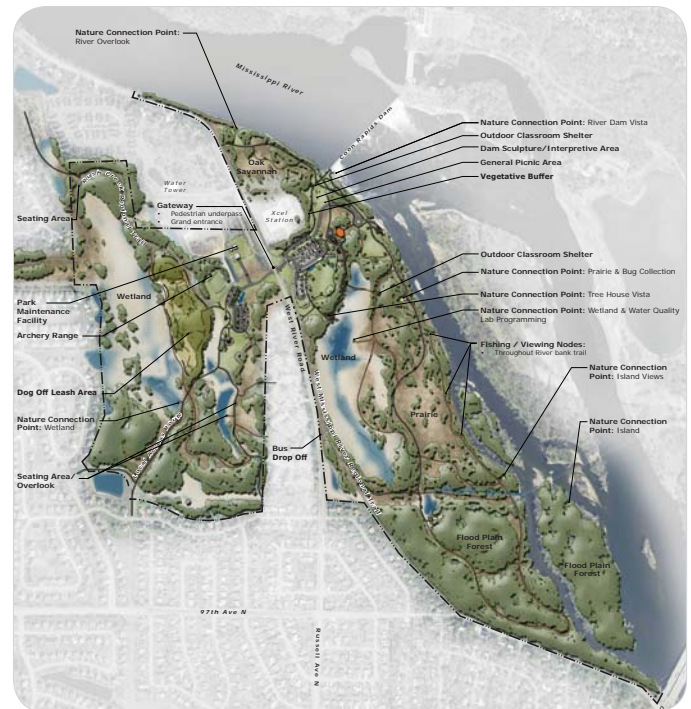 Nature Connection Point:
River Overlook
Mississippi River
Coon Rapids Dam
Nature Connection Point: River Dam Vista
Outdoor Classroom Shelter
Dam Sculpture/Interpretive Area
General Picnic Area
Vegetative Buffer
Oak
Savannah
Water
Tower
Gateway
• Pedestrian underpass
• Grand entrance
Xcel
Station
Seating Area
Wetland
Park
Maintenance
Facility
Archery Range
Dog Off Leash Area
Nature Connection
Point: Wetland
Seating Area/
Overlook
Outdoor Classroom Shelter
Nature Connection Point: Prairie & Bug Collection
Nature Connection Point: Tree House Vista
Nature Connection Point: Wetland & Water Quality
Lab Programming
Fishing / Viewing Nodes:
• Throughout River bank trail
Nature Connection
Point: Island Views
Nature Connection
Point: Island
West River Road
West Mississippi River Regional Trail
Wetland
Prairie
Bus
Drop Off
Flood Plain
Forest
Flood Plain
Forest
97th Ave N
Russell Ave N